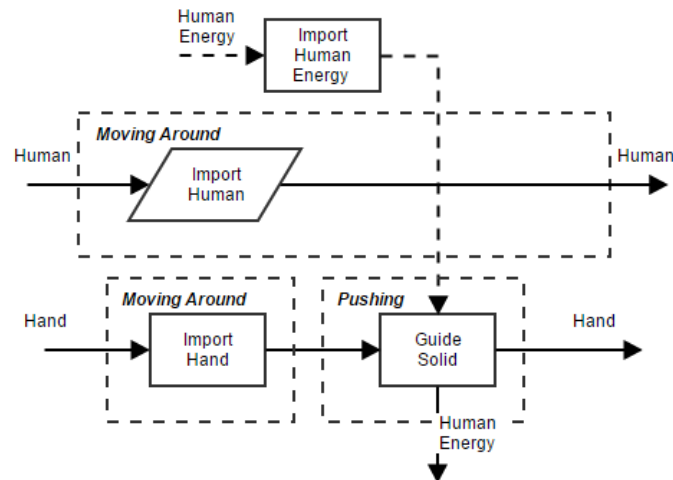 Human
Energy
Import
Human
Energy
Moving Around
Human
Import
Human
Human
Moving Around
Pushing
Hand
Import
Hand
Guide
Solid
Hand
Human
Energy